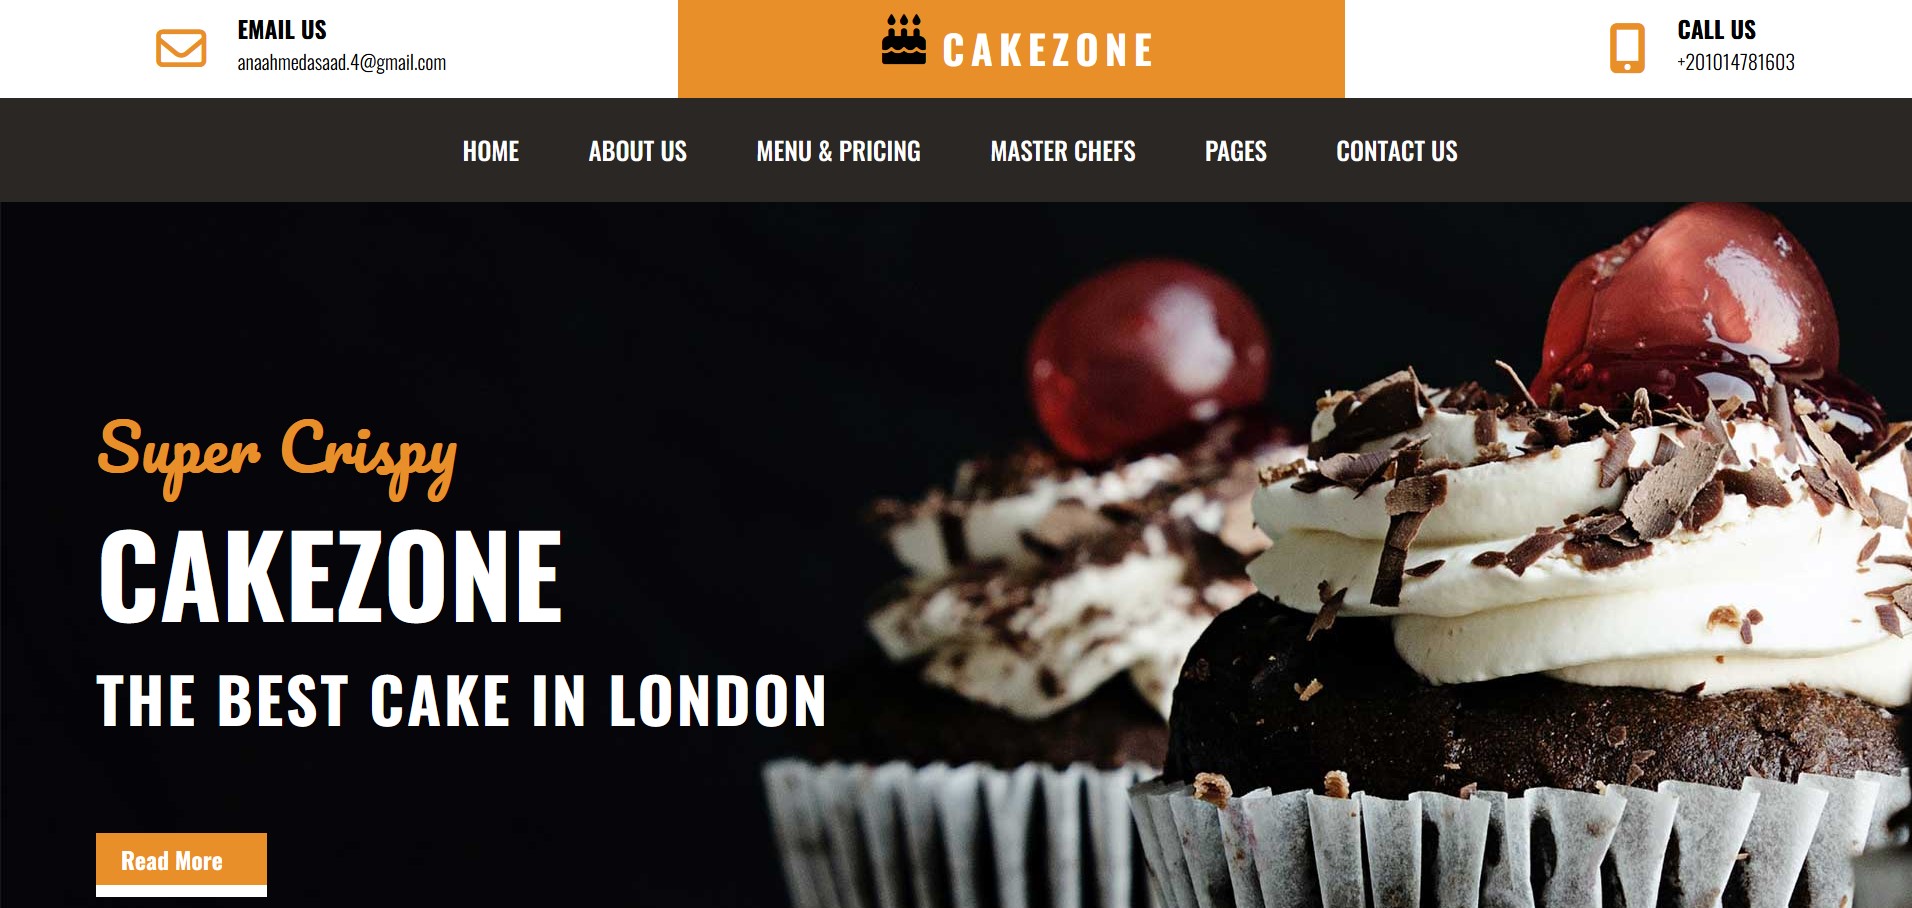 EMAIL US
anaahmedasaad.4@gmail.com
CAKEZONE
CALL US
+201014781603
HOME ABOUT US MENU & PRICING MASTER CHEFS PAGES CONTACT US
Super Crispy
CAKEZONE
THE BEST CAKE IN LONDON
Read More